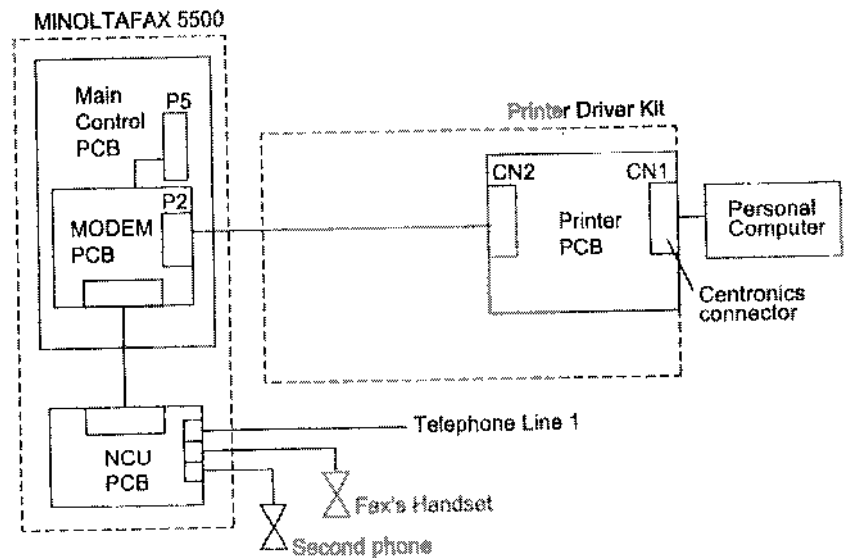 MINOLTAFAX 5500
Main
Control
PCB
P5
MODEM
PCB
P2
NCU
PCB
Printer Driver Kit
CN2
CN1
Printer
PCB
Personal
Computer
Centronics
connector
Telephone Line 1
Fax's Handset
Second phone